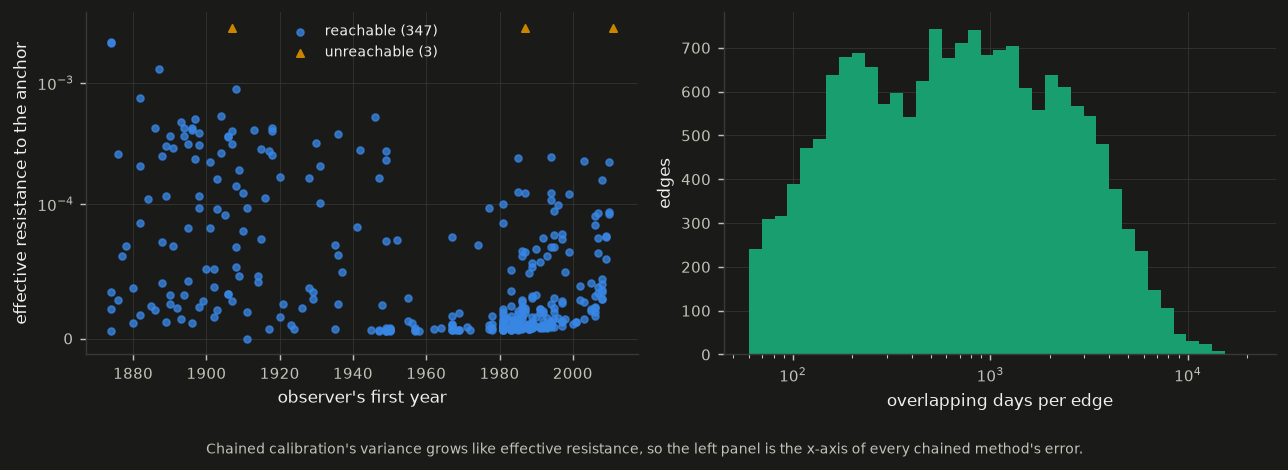 reachable (347)
unreachable (3)
effective resistance to the anchor
10⁻³
10⁻⁴
0
1880 1900 1920 1940 1960 1980 2000
observer's first year
edges
700
600
500
400
300
200
100
0
10² 10³ 10⁴
overlapping days per edge
Chained calibration's variance grows like effective resistance, so the left panel is the x-axis of every chained method's error.